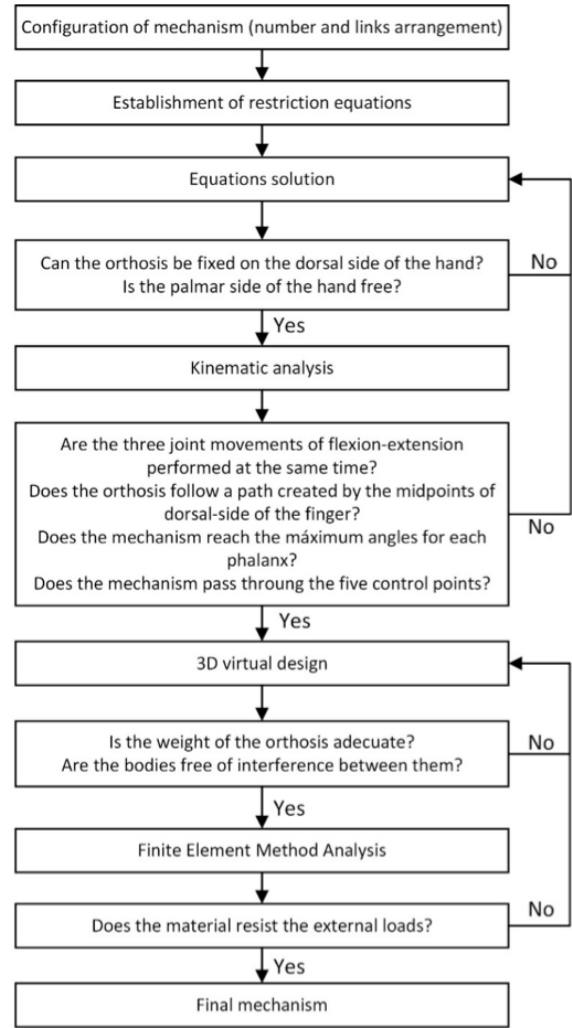 Configuration of mechanism (number and links arrangement)
Establishment of restriction equations
Equations solution
Can the orthosis be fixed on the dorsal side of the hand?
Is the palmar side of the hand free?
No
Yes
Kinematic analysis
Are the three joint movements of flexion-extension
performed at the same time?
Does the orthosis follow a path created by the midpoints of
dorsal-side of the finger?
Does the mechanism reach the máximum angles for each
phalanx?
Does the mechanism pass throung the five control points?
No
Yes
3D virtual design
Is the weight of the orthosis adecuate?
Are the bodies free of interference between them?
No
Yes
Finite Element Method Analysis
Does the material resist the external loads?
No
Yes
Final mechanism